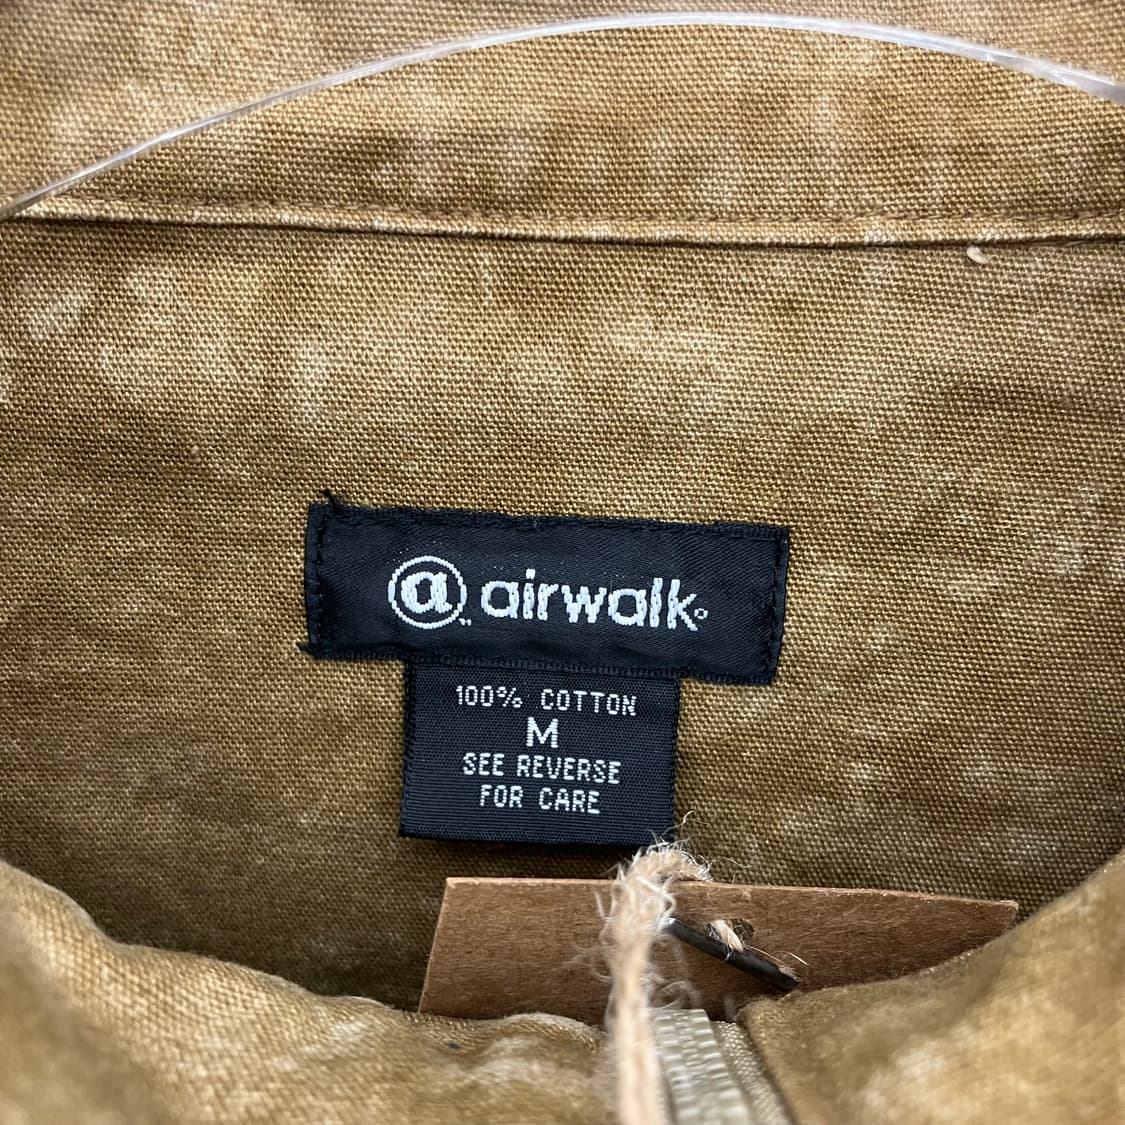 @ airwalk
100% COTTON
M
SEE REVERSE
FOR CARE